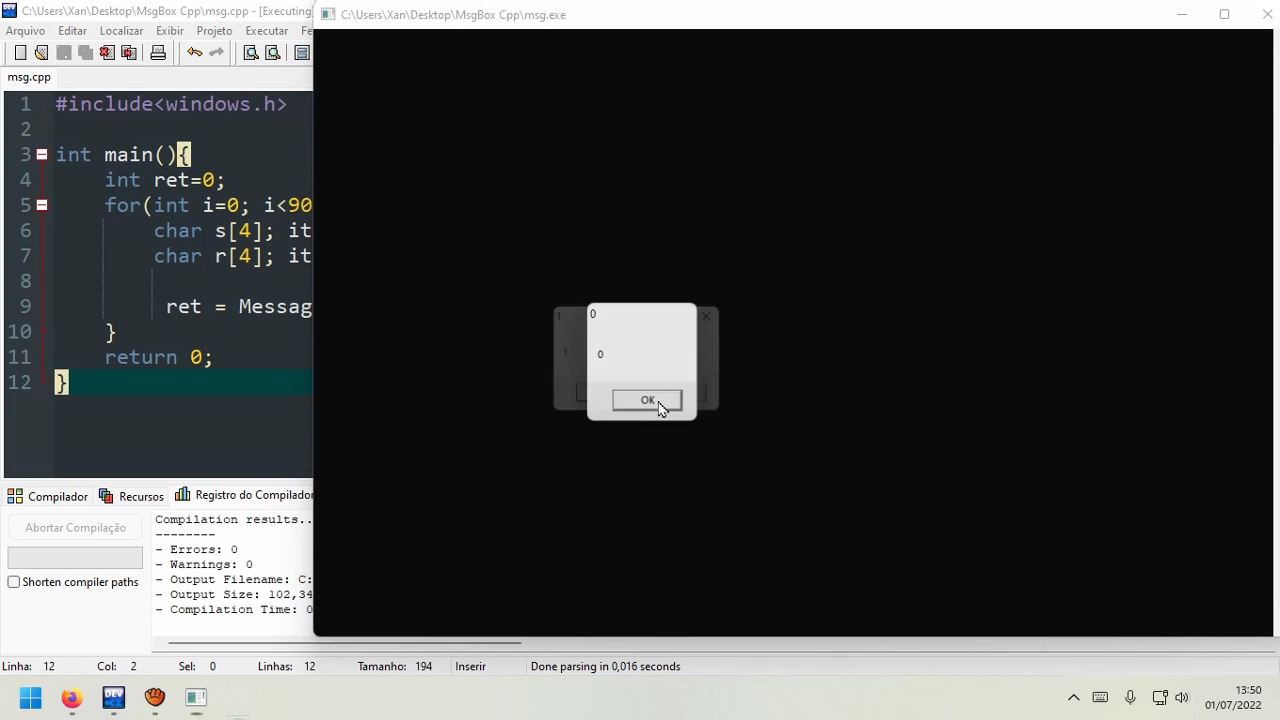 C:\Users\Xan\Desktop\MsgBox Cpp\msg.cpp - [Executing
C:\Users\Xan\Desktop\MsgBox Cpp\msg.exe
Arquivo Editar Localizar Exibir Projeto Executar Fe
msg.cpp
1 #include<windows.h>
2
3 int main(){
4 int ret=0;
5 for(int i=0; i<90
6 char s[4]; it
7 char r[4]; it
8
9 ret = Messag
10 }
11 return 0;
12 }
1
0
1
0
OK
Compilador Recursos Registro do Compilador
Abortar Compilação
Shorten compiler paths
Compilation results..
--------
- Errors: 0
- Warnings: 0
- Output Filename: C:
- Output Size: 102,34
- Compilation Time: 0
Linha: 12 Col: 2 Sel: 0 Linhas: 12 Tamanho: 194 Inserir Done parsing in 0,016 seconds
DEV
13:50
01/07/2022